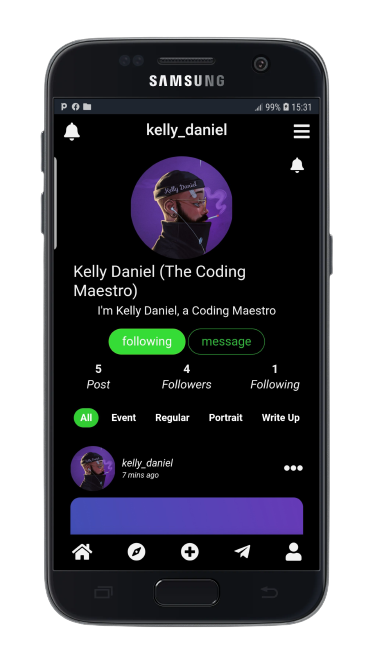 SAMSUNG
99% 15:31
kelly_daniel
Kelly Daniel
Kelly Daniel (The Coding
Maestro)
I'm Kelly Daniel, a Coding Maestro
following message
5 4 1
Post Followers Following
All Event Regular Portrait Write Up
kelly_daniel
7 mins ago